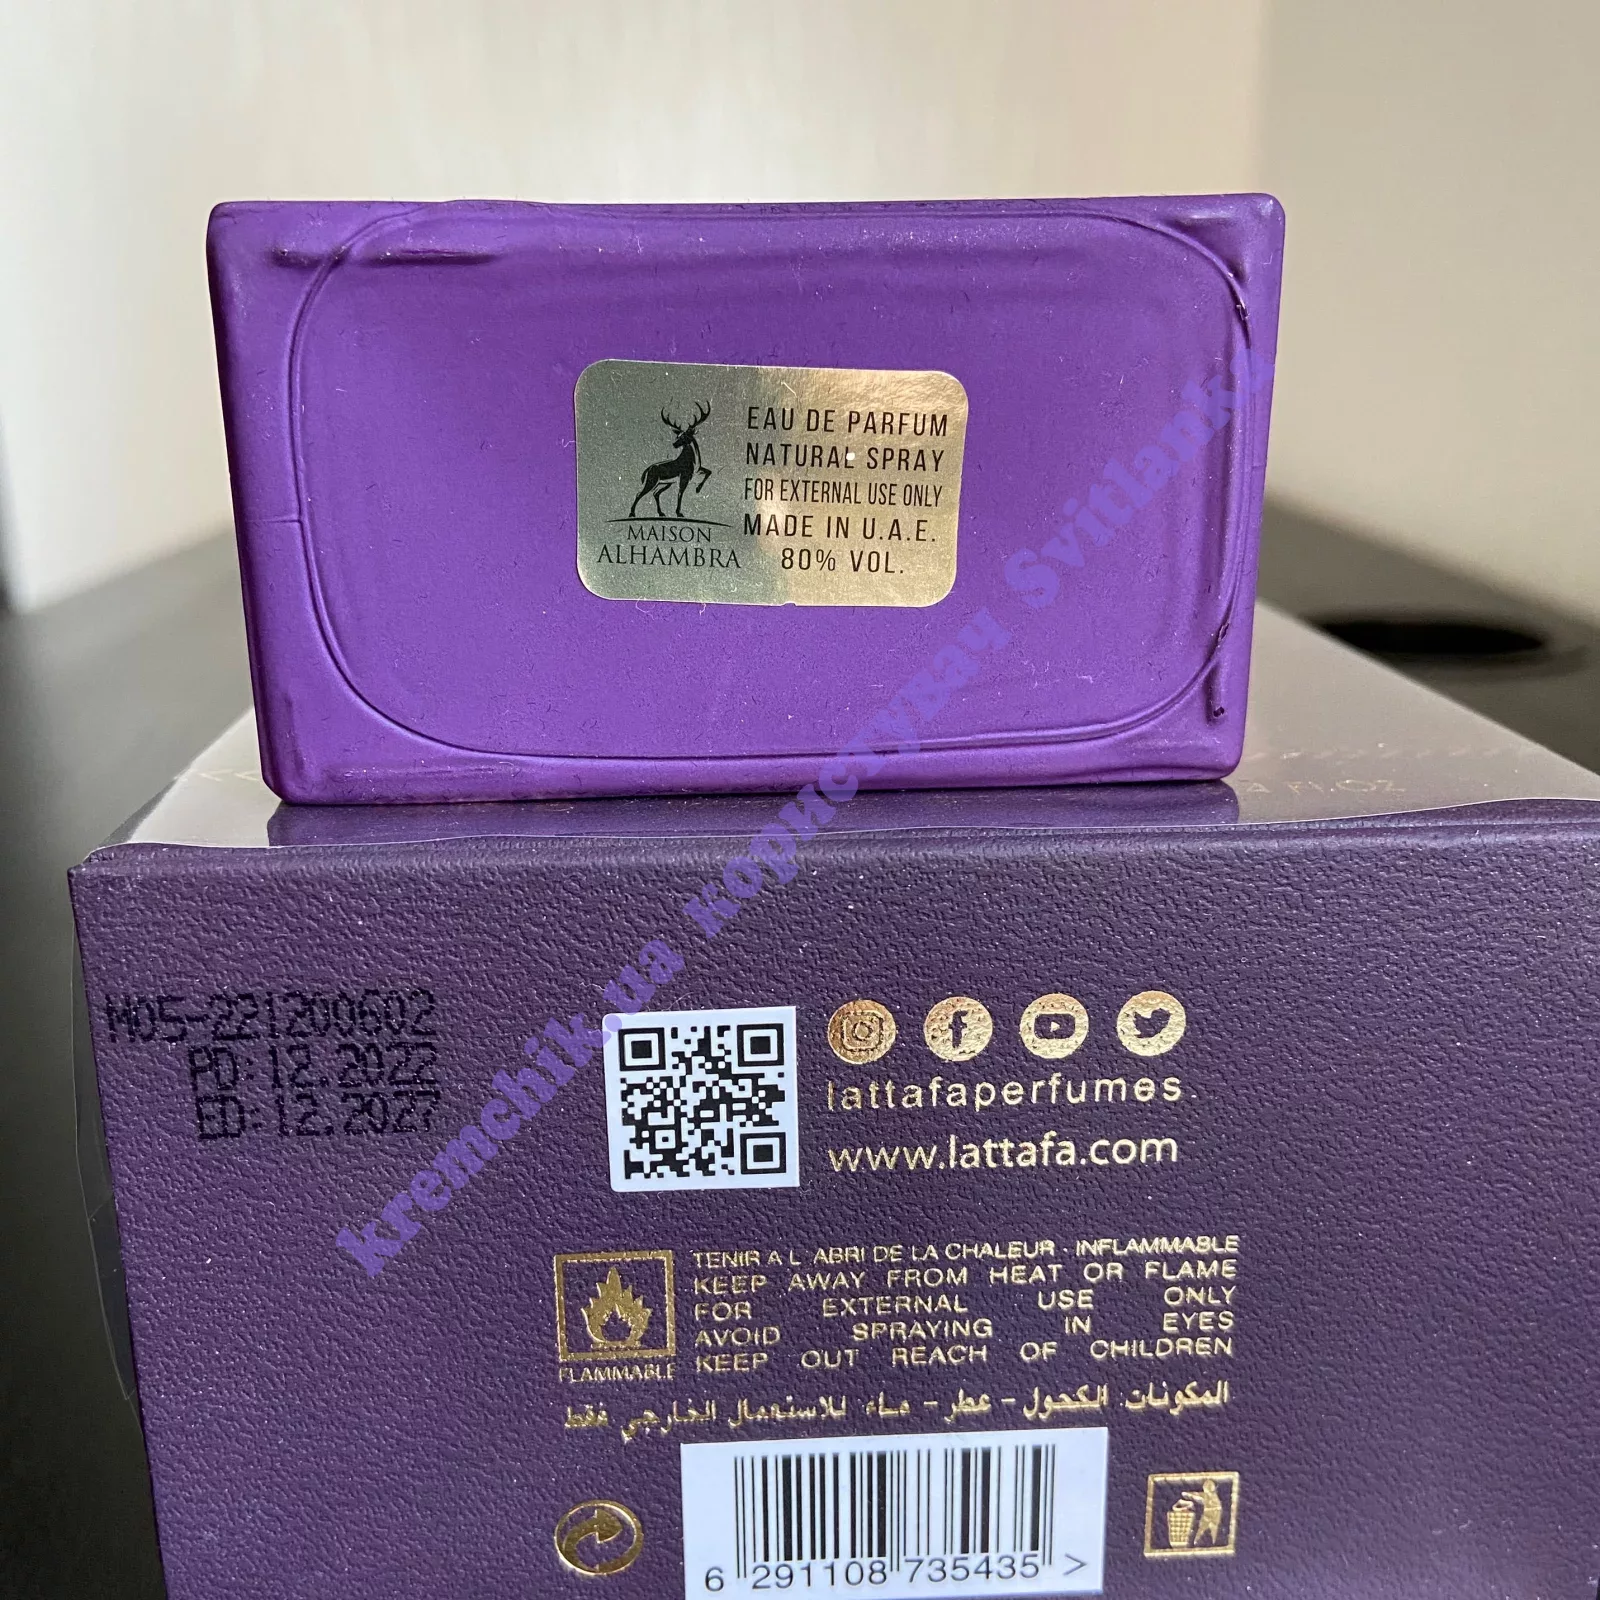 MAISON
ALHAMBRA
EAU DE PARFUM
NATURAL SPRAY
FOR EXTERNAL USE ONLY
MADE IN U.A.E.
80% VOL.
FL.OZ
M05-221200602
PD:12.2022
ED:12.2027
lattafaperfumes
www.lattafa.com
FLAMMABLE
TENIR A L ABRI DE LA CHALEUR · INFLAMMABLE
KEEP AWAY FROM HEAT OR FLAME
FOR EXTERNAL USE ONLY
AVOID SPRAYING IN EYES
KEEP OUT REACH OF CHILDREN
المكونات: الكحول - عطر - ماء للاستعمال الخارجي فقط
6 291108 735435 >
kremchik.ua користувач Svitlanka